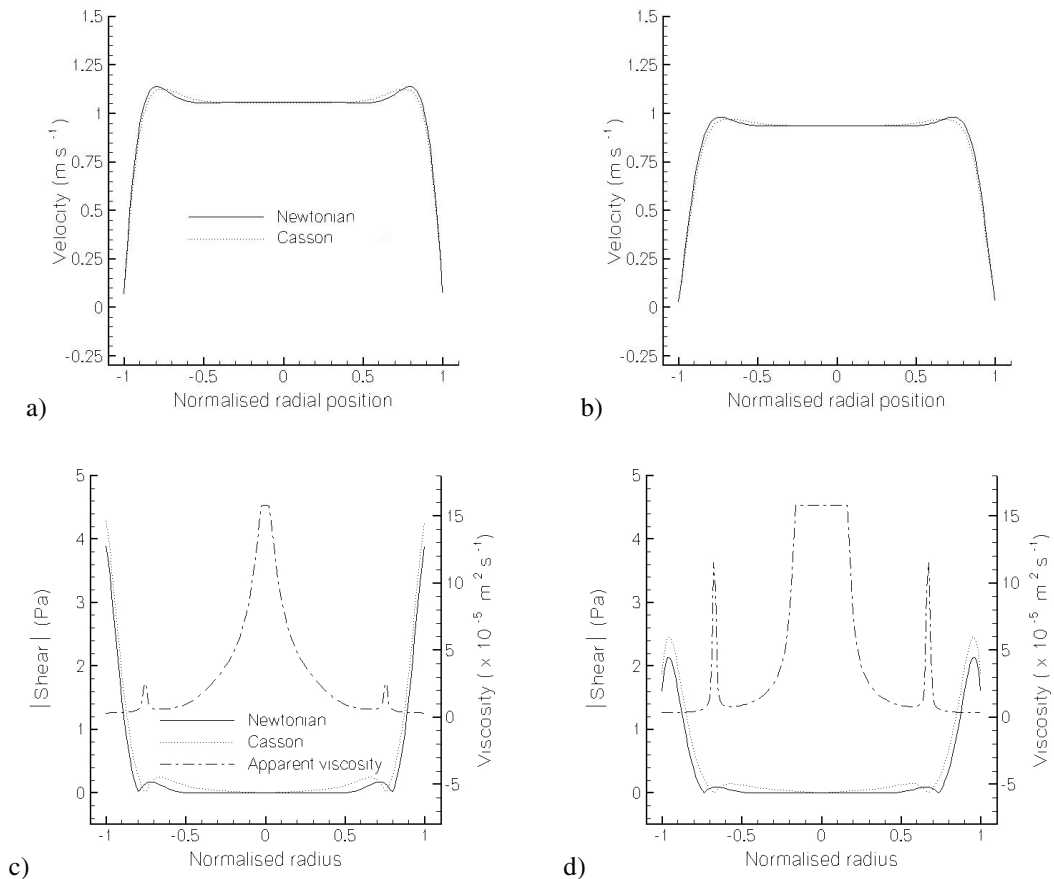 1.5
1.25
1
0.75
0.5
0.25
0
-0.25
Velocity (m s -1)
Newtonian
Casson
-1 -0.5 0 0.5 1
Normalised radial position
a)
1.5
1.25
1
0.75
0.5
0.25
0
-0.25
Velocity (m s -1)
-1 -0.5 0 0.5 1
Normalised radial position
b)
5
4
3
2
1
0
|Shear| (Pa)
15
10
5
0
-5
Viscosity (x 10-5 m2 s-1)
Newtonian
Casson
Apparent viscosity
-1 -0.5 0 0.5 1
Normalised radius
c)
5
4
3
2
1
0
|Shear| (Pa)
15
10
5
0
-5
Viscosity (x 10-5 m2 s-1)
-1 -0.5 0 0.5 1
Normalised radius
d)